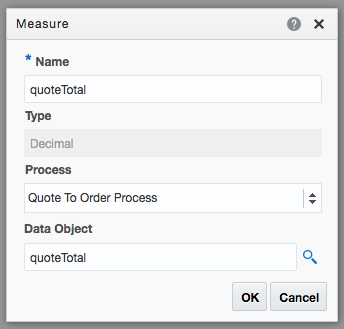 Measure
* Name
quoteTotal
Type
Decimal
Process
Quote To Order Process
Data Object
quoteTotal
OK Cancel